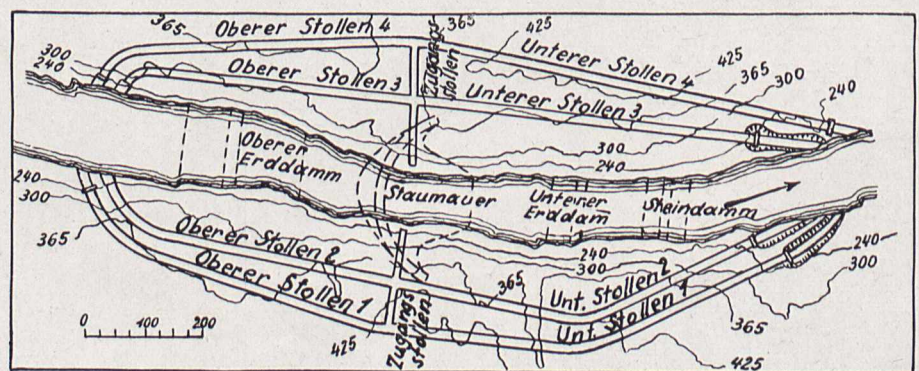 365
Oberer Stollen 4
365
425
Unterer Stollen 4
425
365
300
240
300
240
Oberer Stollen 3
Zugangs
stollen
Unterer Stollen 3
300
240
Oberer
Erddamm
Staumauer
Unterer
Erddam
Steindamm
240
300
365
Oberer Stollen 2
Oberer Stollen 1
240
300
365
Unt. Stollen 2
Unt. Stollen 1
240
300
365
425
0 100 200
425
Zugangs
stollen